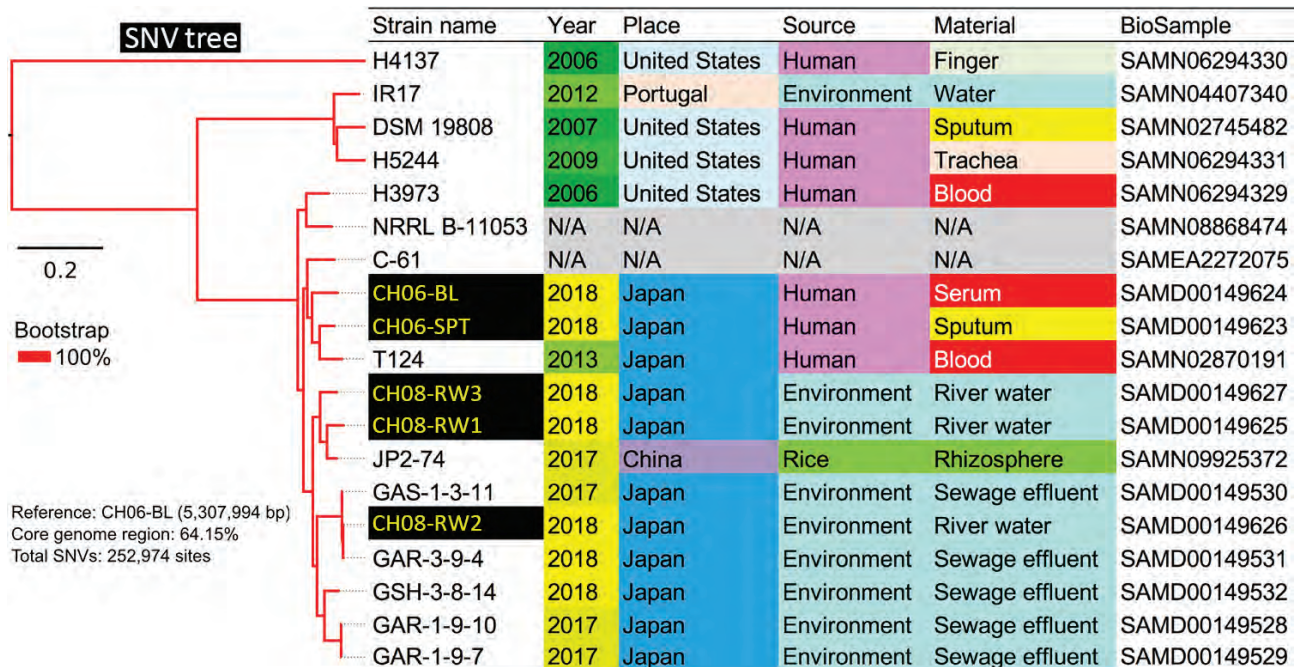 SNV tree
0.2
Bootstrap
100%
Reference: CH06-BL (5,307,994 bp)
Core genome region: 64.15%
Total SNVs: 252,974 sites
Strain name Year Place Source Material BioSample
H4137 2006 United States Human Finger SAMN06294330
IR17 2012 Portugal Environment Water SAMN04407340
DSM 19808 2007 United States Human Sputum SAMN02745482
H5244 2009 United States Human Trachea SAMN06294331
H3973 2006 United States Human Blood SAMN06294329
NRRL B-11053 N/A N/A N/A N/A SAMN08868474
C-61 N/A N/A N/A N/A SAMEA2272075
CH06-BL 2018 Japan Human Serum SAMD00149624
CH06-SPT 2018 Japan Human Sputum SAMD00149623
T124 2013 Japan Human Blood SAMN02870191
CH08-RW3 2018 Japan Environment River water SAMD00149627
CH08-RW1 2018 Japan Environment River water SAMD00149625
JP2-74 2017 China Rice Rhizosphere SAMN09925372
GAS-1-3-11 2017 Japan Environment Sewage effluent SAMD00149530
CH08-RW2 2018 Japan Environment River water SAMD00149626
GAR-3-9-4 2018 Japan Environment Sewage effluent SAMD00149531
GSH-3-8-14 2018 Japan Environment Sewage effluent SAMD00149532
GAR-1-9-10 2017 Japan Environment Sewage effluent SAMD00149528
GAR-1-9-7 2017 Japan Environment Sewage effluent SAMD00149529